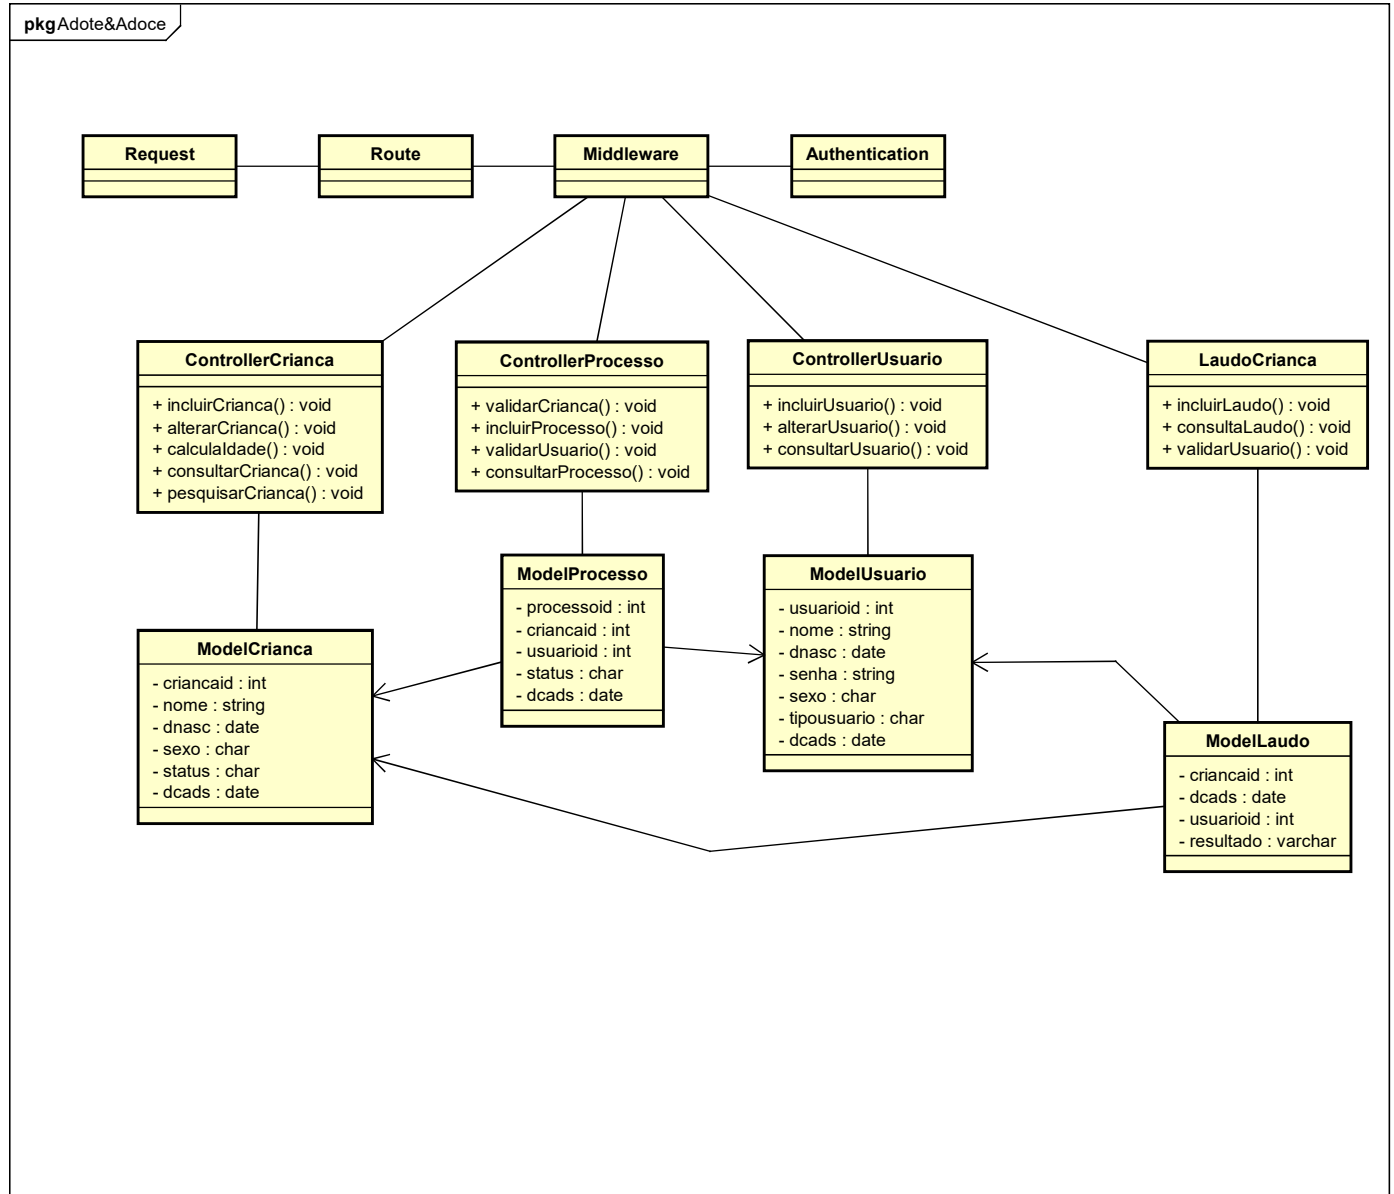 pkg Adote&Adoce
Request
Route
Middleware
Authentication
ControllerCrianca
+ incluirCrianca() : void
+ alterarCrianca() : void
+ calculaIdade() : void
+ consultarCrianca() : void
+ pesquisarCrianca() : void
ControllerProcesso
+ validarCrianca() : void
+ incluirProcesso() : void
+ validarUsuario() : void
+ consultarProcesso() : void
ControllerUsuario
+ incluirUsuario() : void
+ alterarUsuario() : void
+ consultarUsuario() : void
LaudoCrianca
+ incluirLaudo() : void
+ consultaLaudo() : void
+ validarUsuario() : void
ModelCrianca
- criancaid : int
- nome : string
- dnasc : date
- sexo : char
- status : char
- dcads : date
ModelProcesso
- processoid : int
- criancaid : int
- usuarioid : int
- status : char
- dcads : date
ModelUsuario
- usuarioid : int
- nome : string
- dnasc : date
- senha : string
- sexo : char
- tipousuario : char
- dcads : date
ModelLaudo
- criancaid : int
- dcads : date
- usuarioid : int
- resultado : varchar